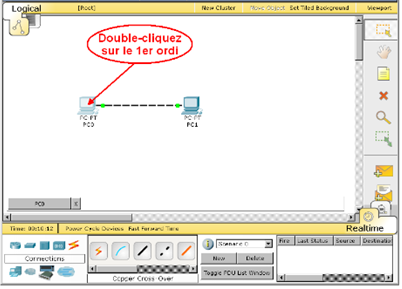 Logical
[Root]
New Cluster
Move Object
Set Tiled Background
Viewport
Double-cliquez
sur le 1er ordi
PC-PT
PC0
PC-PT
PC1
PC0
X
Time: 00:10:12
Power Cycle Devices
Fast Forward Time
Realtime
Connections
Copper Cross-Over
Scenario 0
New
Delete
Toggle PDU List Window
Fire
Last Status
Source
Destinatio